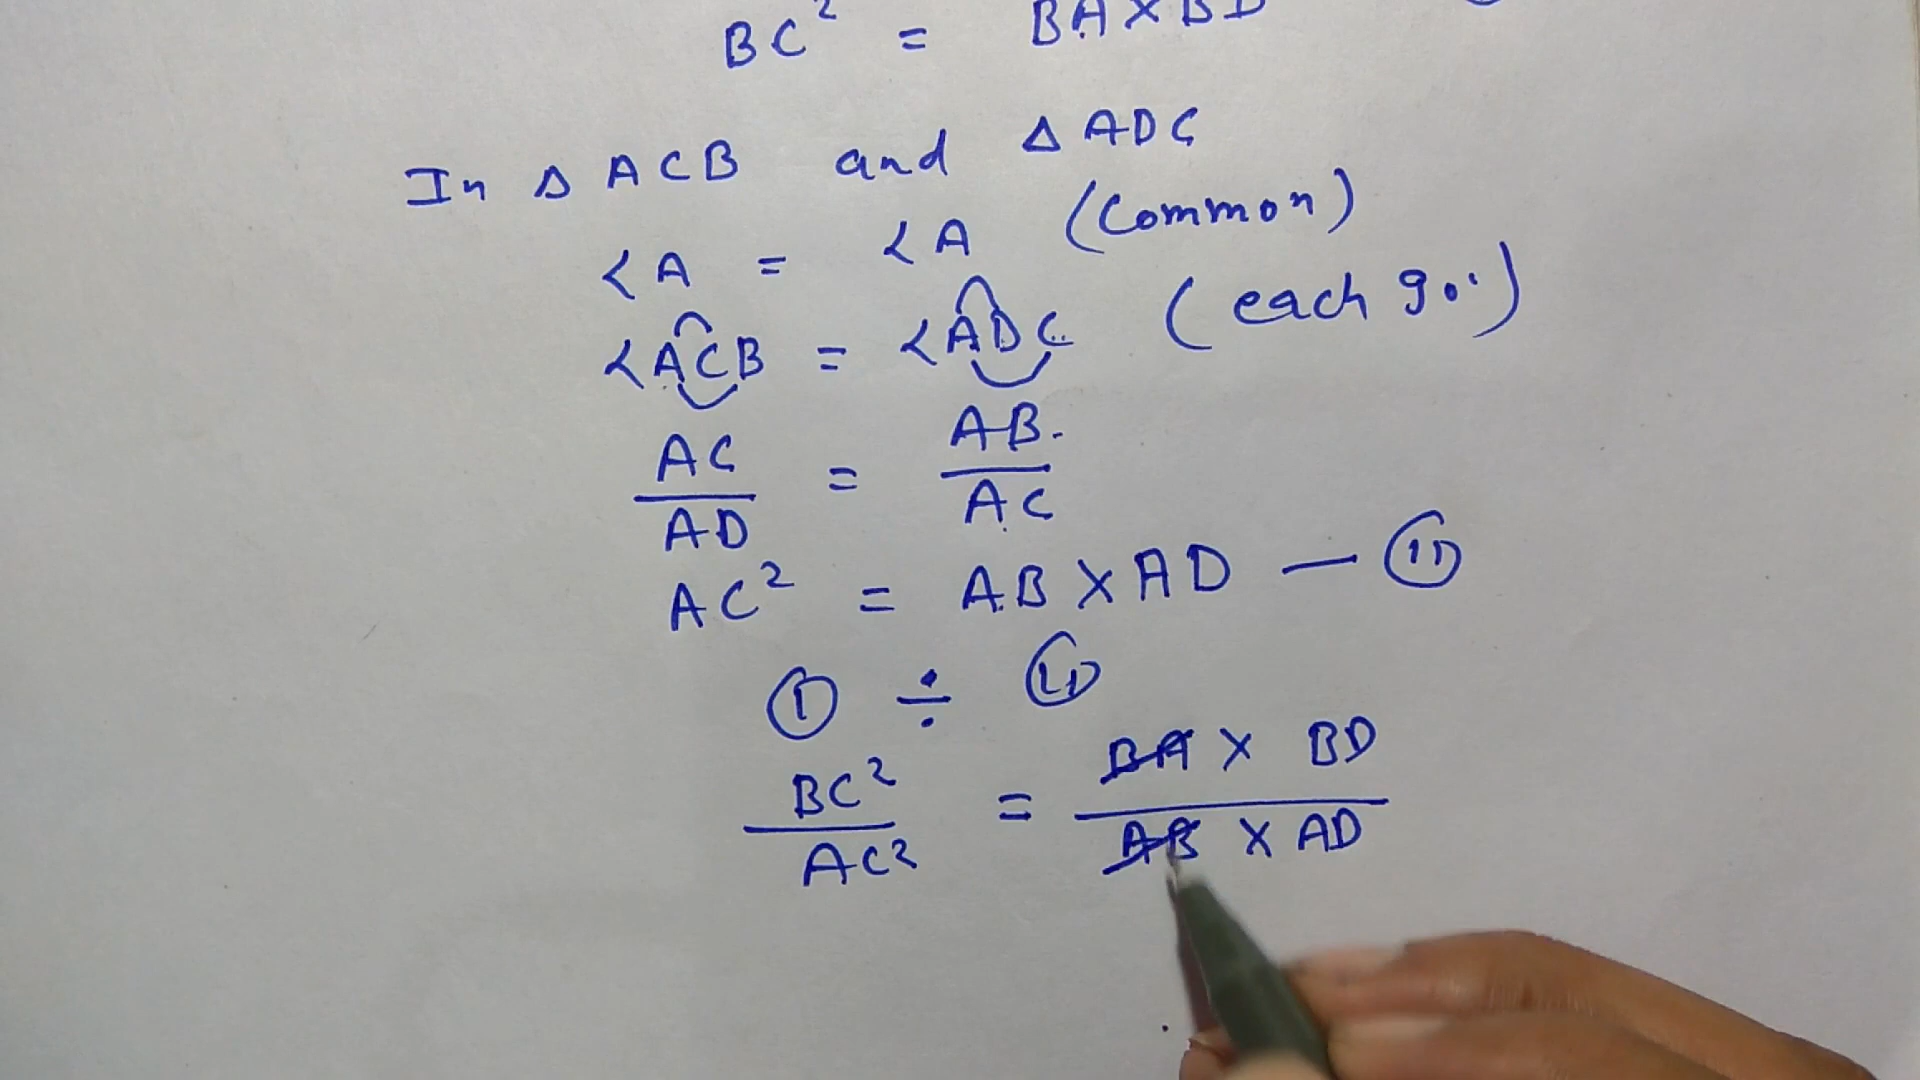 BC² = BA × BD
In Δ ACB and Δ ADC
∠A = ∠A (Common)
∠ACB = ∠ADC (each 90°)
AC/AD = AB/AC
AC² = AB × AD — (II)
(I) ÷ (II)
BC²/AC² = BA × BD / AB × AD